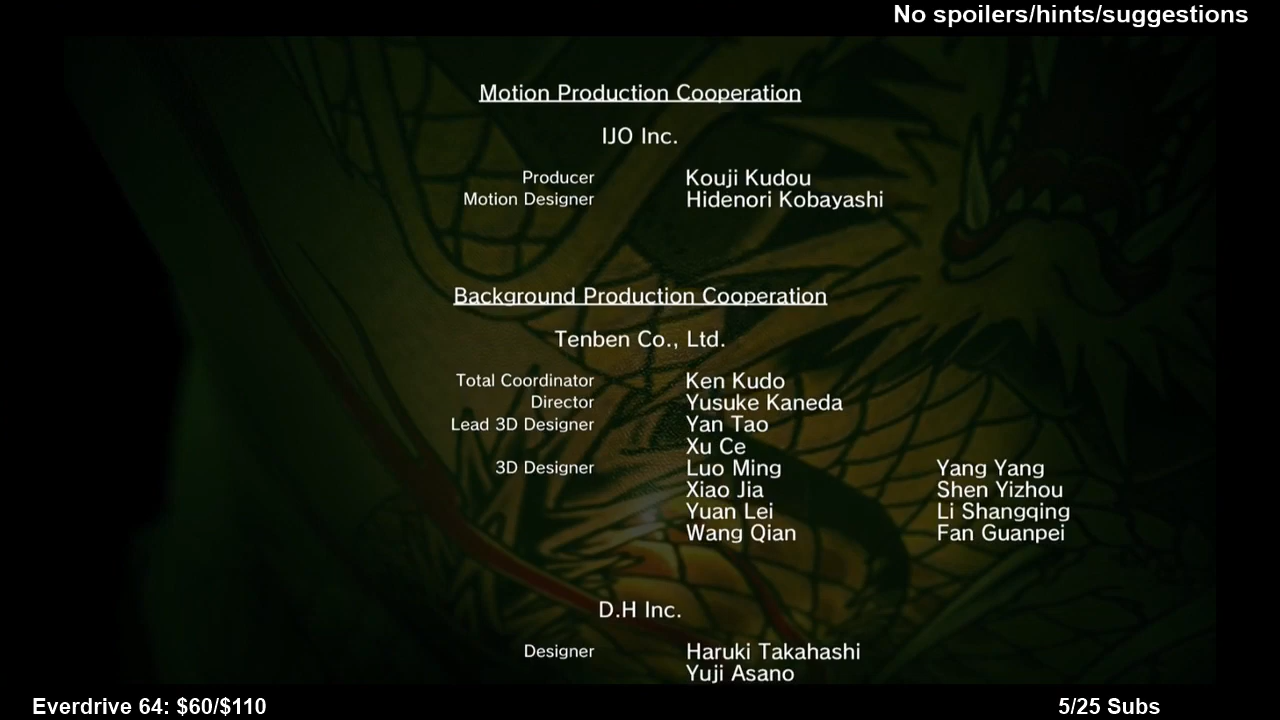 No spoilers/hints/suggestions
Motion Production Cooperation
IJO Inc.
Producer Kouji Kudou
Motion Designer Hidenori Kobayashi
Background Production Cooperation
Tenben Co., Ltd.
Total Coordinator Ken Kudo
Director Yusuke Kaneda
Lead 3D Designer Yan Tao
Xu Ce
3D Designer Luo Ming Yang Yang
Xiao Jia Shen Yizhou
Yuan Lei Li Shangqing
Wang Qian Fan Guanpei
D.H Inc.
Designer Haruki Takahashi
Yuji Asano
Everdrive 64: $60/$110 5/25 Subs